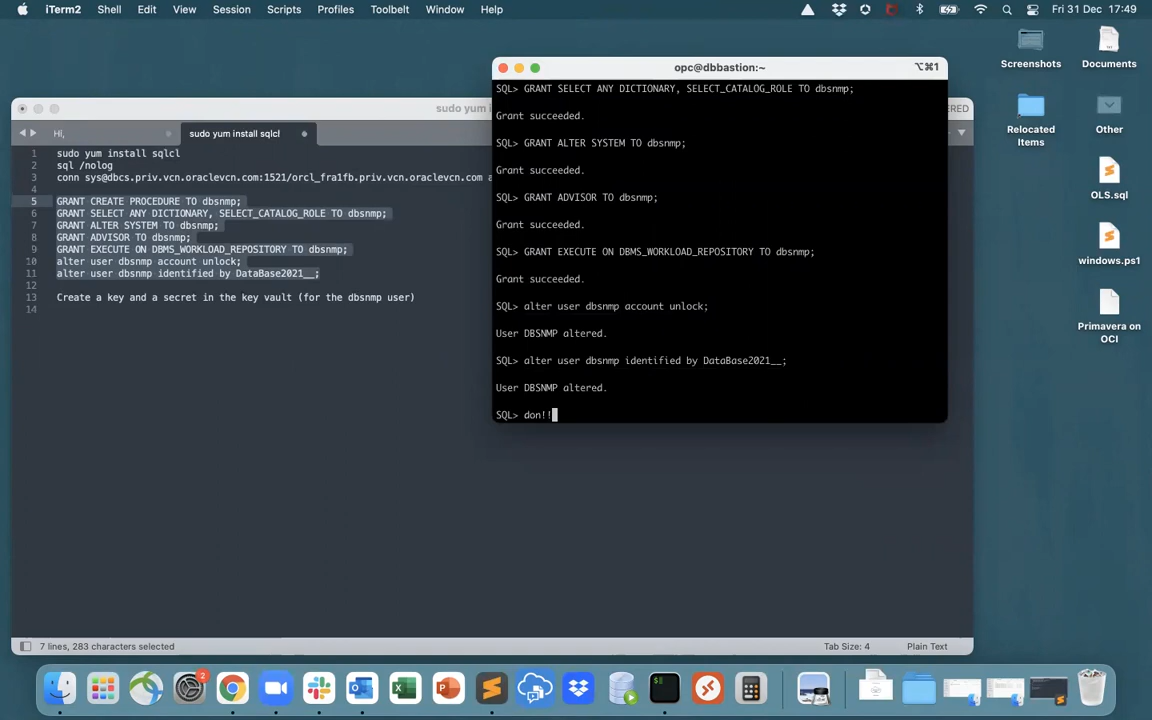 iTerm2 Shell Edit View Session Scripts Profiles Toolbelt Window Help Fri 31 Dec 17:49
Screenshots
Documents
Relocated Items
Other
OLS.sql
windows.ps1
Primavera on OCI
sudo yum i
ERED
Hi,
sudo yum install sqlcl
1 sudo yum install sqlcl
2 sql /nolog
3 conn sys@dbcs.priv.vcn.oraclevcn.com:1521/orcl_fra1fb.priv.vcn.oraclevcn.com a
4
5 GRANT CREATE PROCEDURE TO dbsnmp;
6 GRANT SELECT ANY DICTIONARY, SELECT_CATALOG_ROLE TO dbsnmp;
7 GRANT ALTER SYSTEM TO dbsnmp;
8 GRANT ADVISOR TO dbsnmp;
9 GRANT EXECUTE ON DBMS_WORKLOAD_REPOSITORY TO dbsnmp;
10 alter user dbsnmp account unlock;
11 alter user dbsnmp identified by DataBase2021__;
12
13 Create a key and a secret in the key vault (for the dbsnmp user)
14
opc@dbbastion:~ ⌥⌘1
SQL> GRANT SELECT ANY DICTIONARY, SELECT_CATALOG_ROLE TO dbsnmp;
Grant succeeded.
SQL> GRANT ALTER SYSTEM TO dbsnmp;
Grant succeeded.
SQL> GRANT ADVISOR TO dbsnmp;
Grant succeeded.
SQL> GRANT EXECUTE ON DBMS_WORKLOAD_REPOSITORY TO dbsnmp;
Grant succeeded.
SQL> alter user dbsnmp account unlock;
User DBSNMP altered.
SQL> alter user dbsnmp identified by DataBase2021__;
User DBSNMP altered.
SQL> don!!
7 lines, 283 characters selected
Tab Size: 4
Plain Text
2